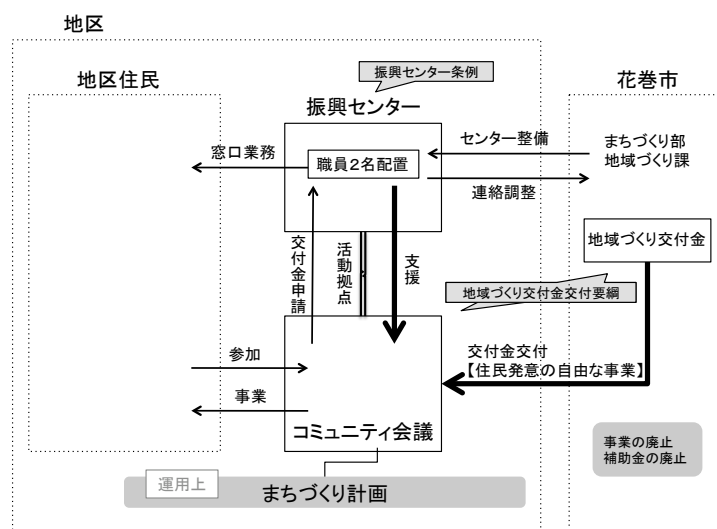 地区
地区住民
振興センター条例
花巻市
振興センター
窓口業務
職員2名配置
センター整備
まちづくり部
地域づくり課
連絡調整
地域づくり交付金
交付金申請
活動拠点
支援
地域づくり交付金交付要綱
参加
交付金交付
【住民発意の自由な事業】
事業
コミュニティ会議
事業の廃止
補助金の廃止
運用上
まちづくり計画